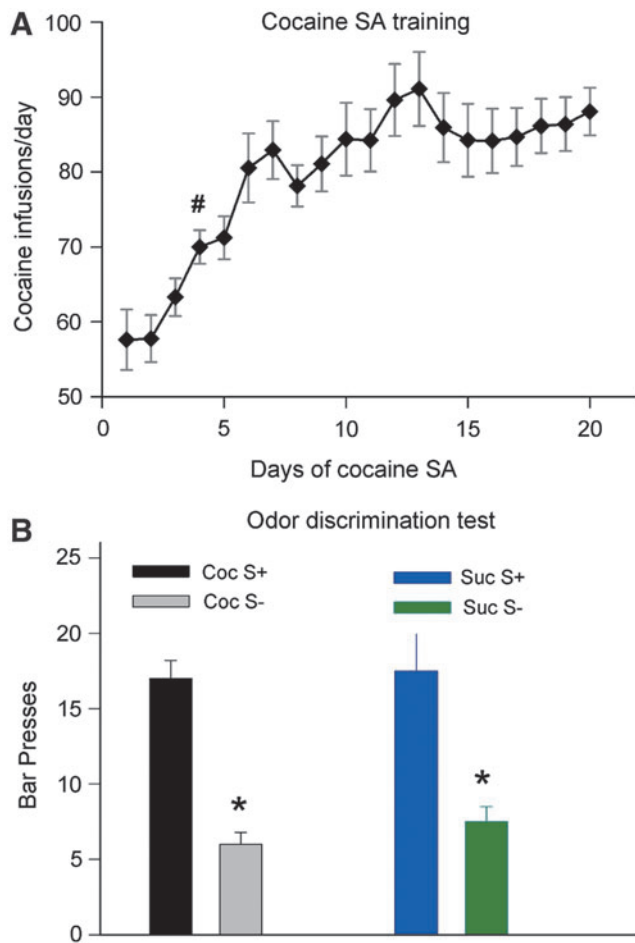 A
Cocaine SA training
100
90
80
70
60
50
#
Cocaine infusions/day
0 5 10 15 20
Days of cocaine SA
B
Odor discrimination test
25
20
15
10
5
0
Coc S+
Coc S-
Suc S+
Suc S-
*
*
Bar Presses